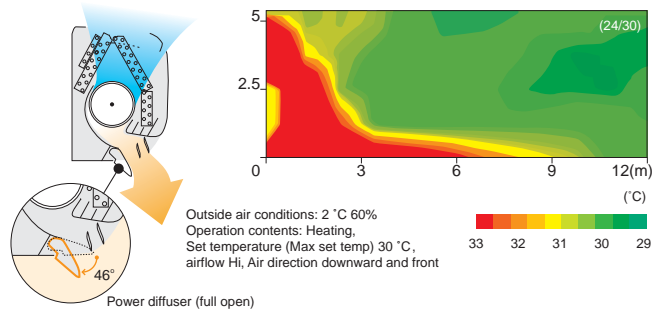 5
(24/30)
2.5
0
0
3
6
9
12(m)
(˚C)
33 32 31 30 29
46°
Outside air conditions: 2 ˚C 60%
Operation contents: Heating,
Set temperature (Max set temp) 30 ˚C,
airflow Hi, Air direction downward and front
Power diffuser (full open)